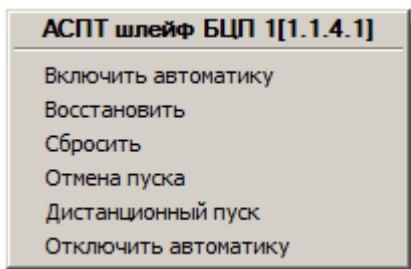 АСПТ шлейф БЦП 1[1.1.4.1]
Включить автоматику
Восстановить
Сбросить
Отмена пуска
Дистанционный пуск
Отключить автоматику